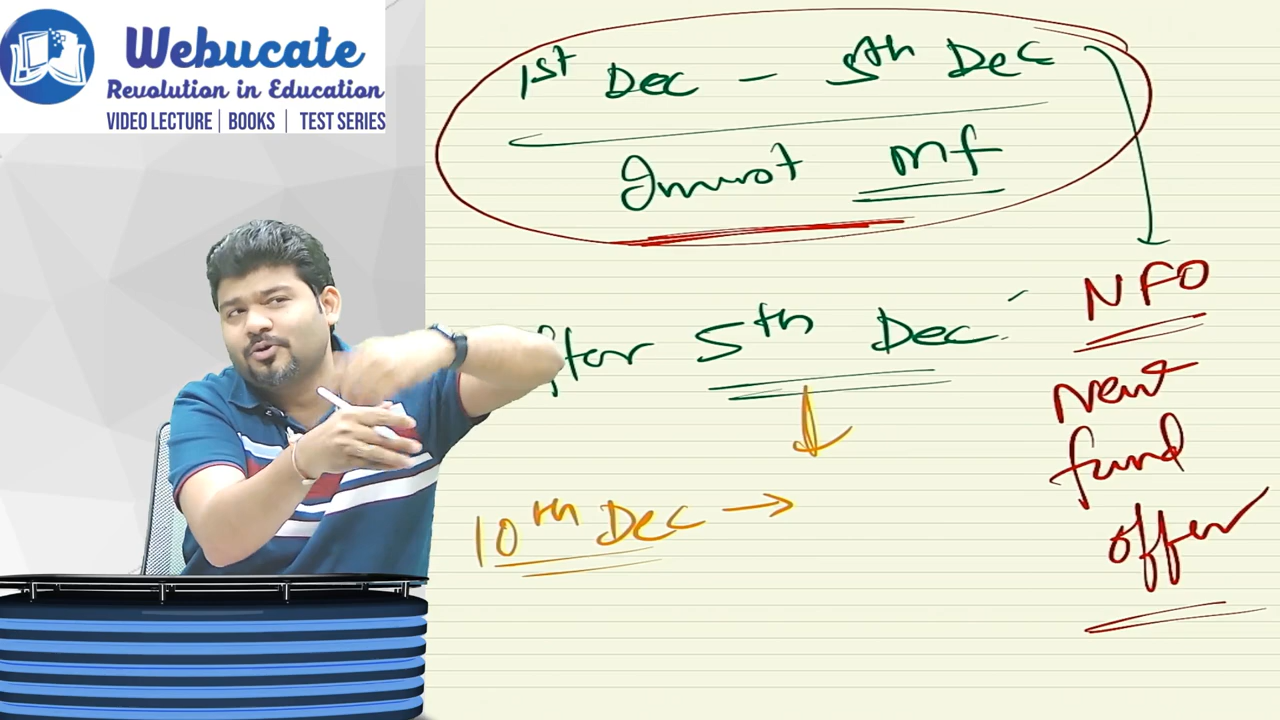 Webucate
Revolution in Education
VIDEO LECTURE | BOOKS | TEST SERIES
1st Dec - 5th Dec
Invest MF
NFO
New
fund
offer
5th Dec
10th Dec →